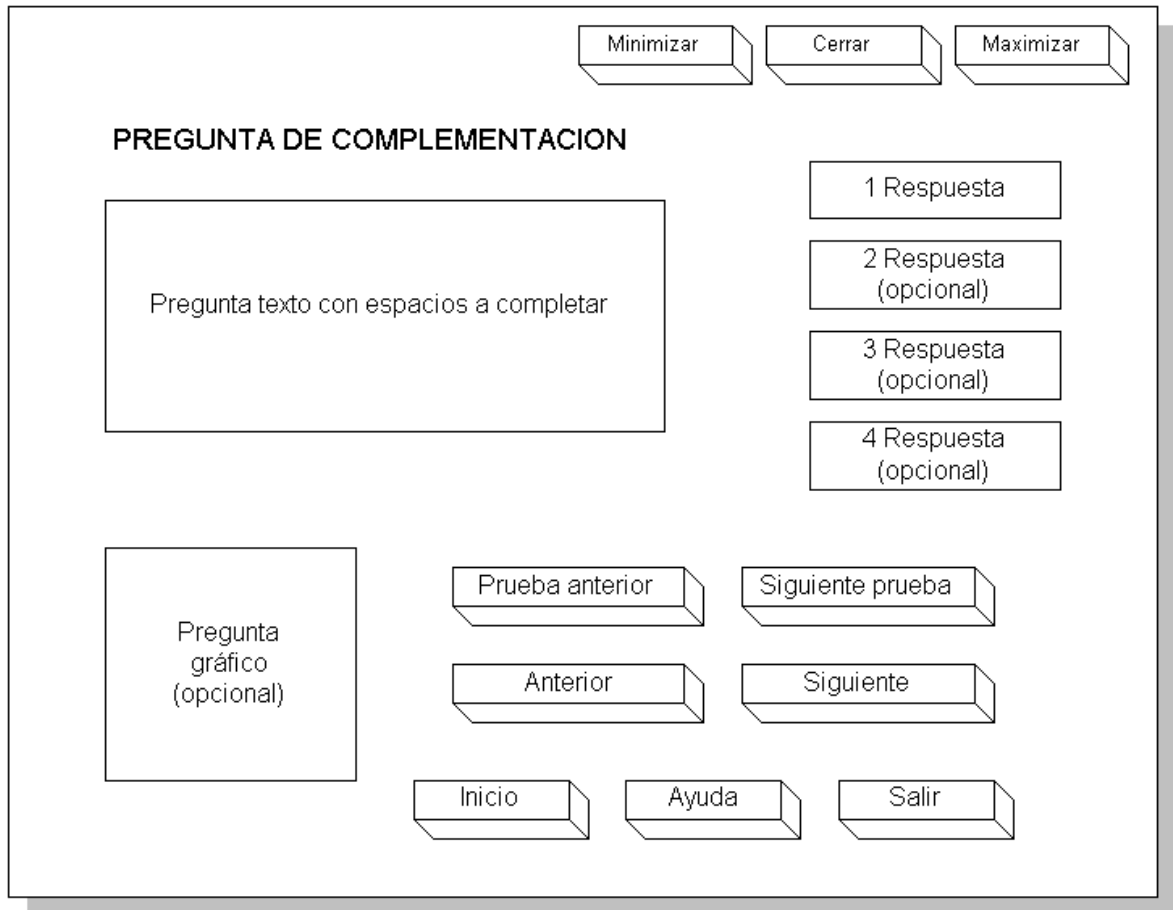 Minimizar
Cerrar
Maximizar
PREGUNTA DE COMPLEMENTACION
1 Respuesta
Pregunta texto con espacios a completar
2 Respuesta
(opcional)
3 Respuesta
(opcional)
4 Respuesta
(opcional)
Pregunta
gráfico
(opcional)
Prueba anterior
Siguiente prueba
Anterior
Siguiente
Inicio
Ayuda
Salir